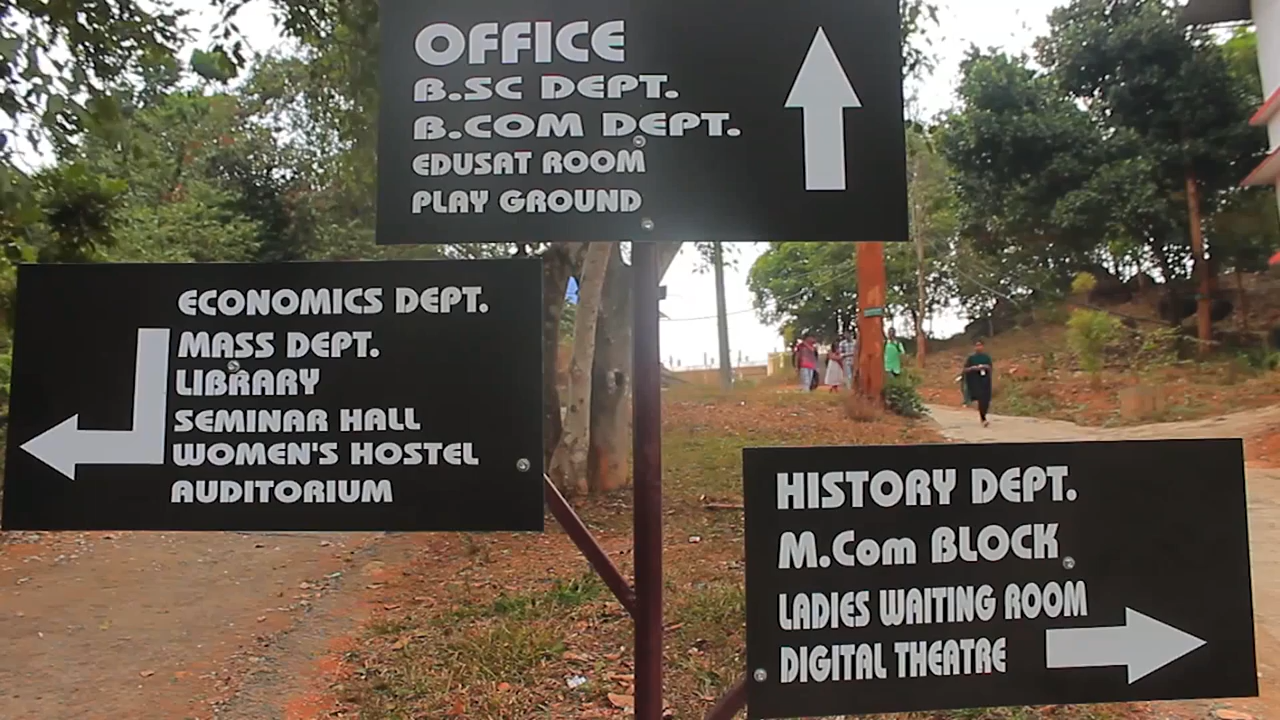 OFFICE
B.SC DEPT.
B.COM DEPT.
EDUSAT ROOM
PLAY GROUND
ECONOMICS DEPT.
MASS DEPT.
LIBRARY
SEMINAR HALL
WOMEN'S HOSTEL
AUDITORIUM
HISTORY DEPT.
M.Com BLOCK
LADIES WAITING ROOM
DIGITAL THEATRE